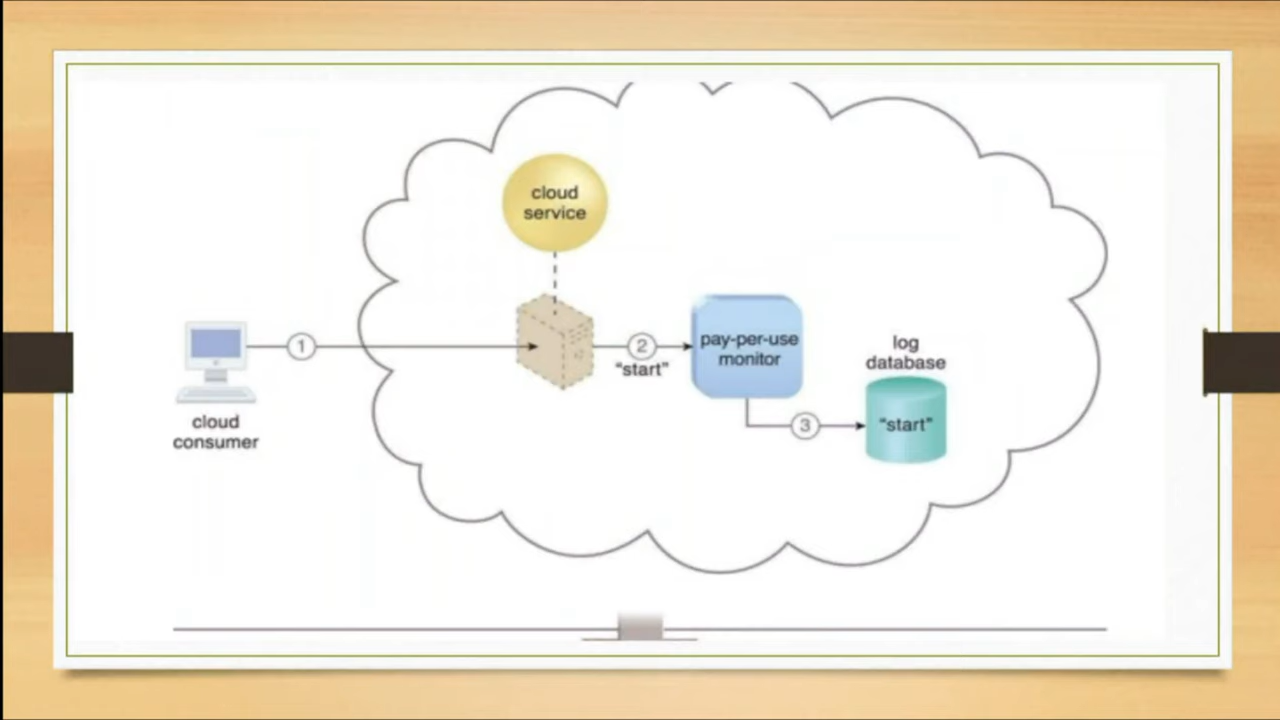 cloud
service
1
2
"start"
pay-per-use
monitor
log
database
"start"
3
cloud
consumer